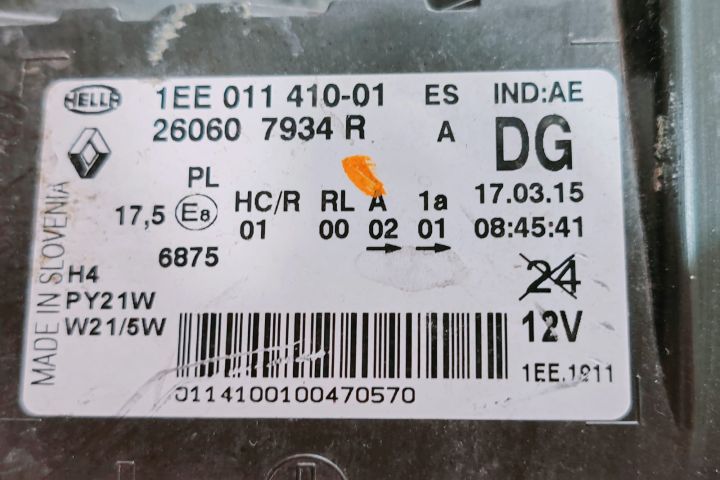 HELLA 1EE 011 410-01 ES IND:AE
26060 7934 R A DG
PL
17,5 E8 HC/R RL A 1a 17.03.15
01 00 02 01 08:45:41
6875
H4 24
PY21W 12V
W21/5W
1EE.1911
0114100100470570
MADE IN SLOVENIA